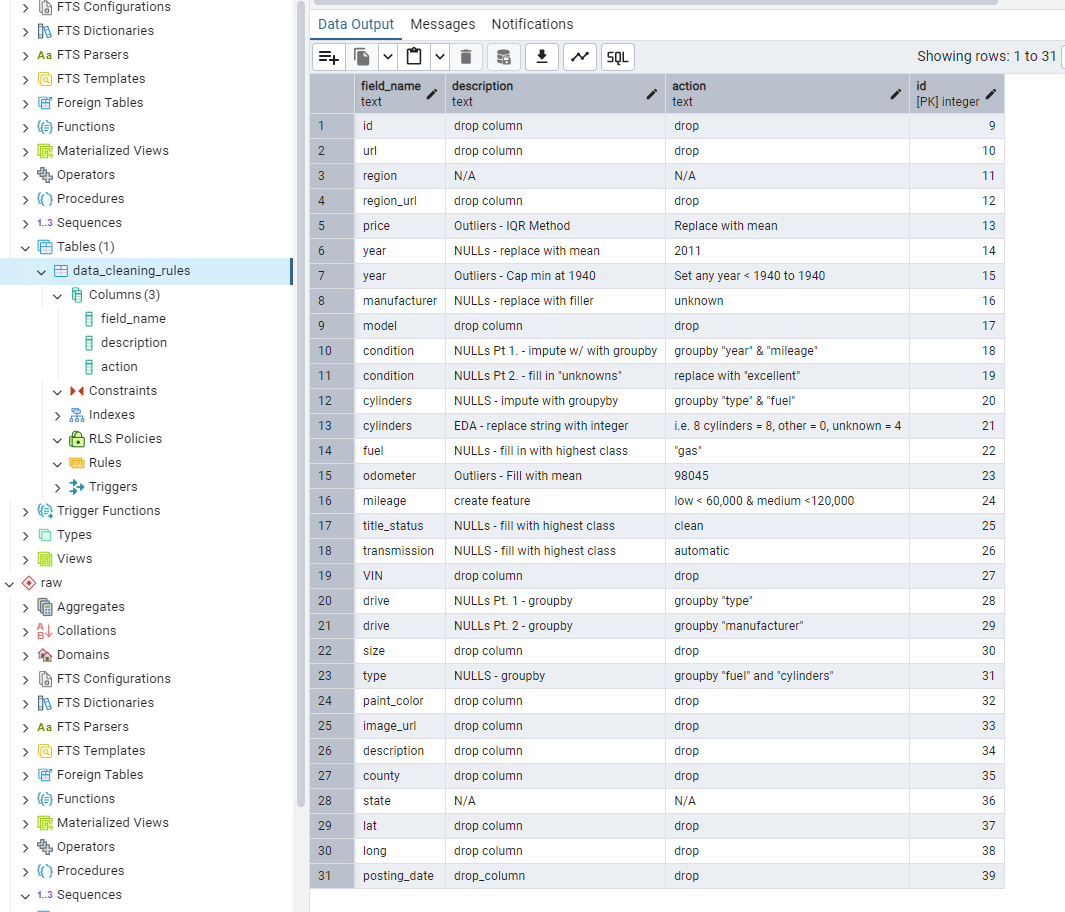 FTS Configurations
FTS Dictionaries
Aa FTS Parsers
FTS Templates
Foreign Tables
Functions
Materialized Views
Operators
Procedures
1..3 Sequences
Tables (1)
data_cleaning_rules
Columns (3)
field_name
description
action
Constraints
Indexes
RLS Policies
Rules
Triggers
Trigger Functions
Types
Views
raw
Aggregates
Collations
Domains
FTS Configurations
FTS Dictionaries
Aa FTS Parsers
FTS Templates
Foreign Tables
Functions
Materialized Views
Operators
Procedures
1..3 Sequences
Data Output Messages Notifications
SQL Showing rows: 1 to 31
field_name description action id
text text text [PK] integer
1 id drop column drop 9
2 url drop column drop 10
3 region N/A N/A 11
4 region_url drop column drop 12
5 price Outliers - IQR Method Replace with mean 13
6 year NULLs - replace with mean 2011 14
7 year Outliers - Cap min at 1940 Set any year < 1940 to 1940 15
8 manufacturer NULLs - replace with filler unknown 16
9 model drop column drop 17
10 condition NULLs Pt 1. - impute w/ with groupby groupby "year" & "mileage" 18
11 condition NULLs Pt 2. - fill in "unknowns" replace with "excellent" 19
12 cylinders NULLS - impute with groupyby groupby "type" & "fuel" 20
13 cylinders EDA - replace string with integer i.e. 8 cylinders = 8, other = 0, unknown = 4 21
14 fuel NULLs - fill in with highest class "gas" 22
15 odometer Outliers - Fill with mean 98045 23
16 mileage create feature low < 60,000 & medium <120,000 24
17 title_status NULLs - fill with highest class clean 25
18 transmission NULLS - fill with highest class automatic 26
19 VIN drop column drop 27
20 drive NULLs Pt. 1 - groupby groupby "type" 28
21 drive NULLs Pt. 2 - groupby groupby "manufacturer" 29
22 size drop column drop 30
23 type NULLS - groupby groupby "fuel" and "cylinders" 31
24 paint_color drop column drop 32
25 image_url drop column drop 33
26 description drop column drop 34
27 county drop column drop 35
28 state N/A N/A 36
29 lat drop column drop 37
30 long drop column drop 38
31 posting_date drop_column drop 39